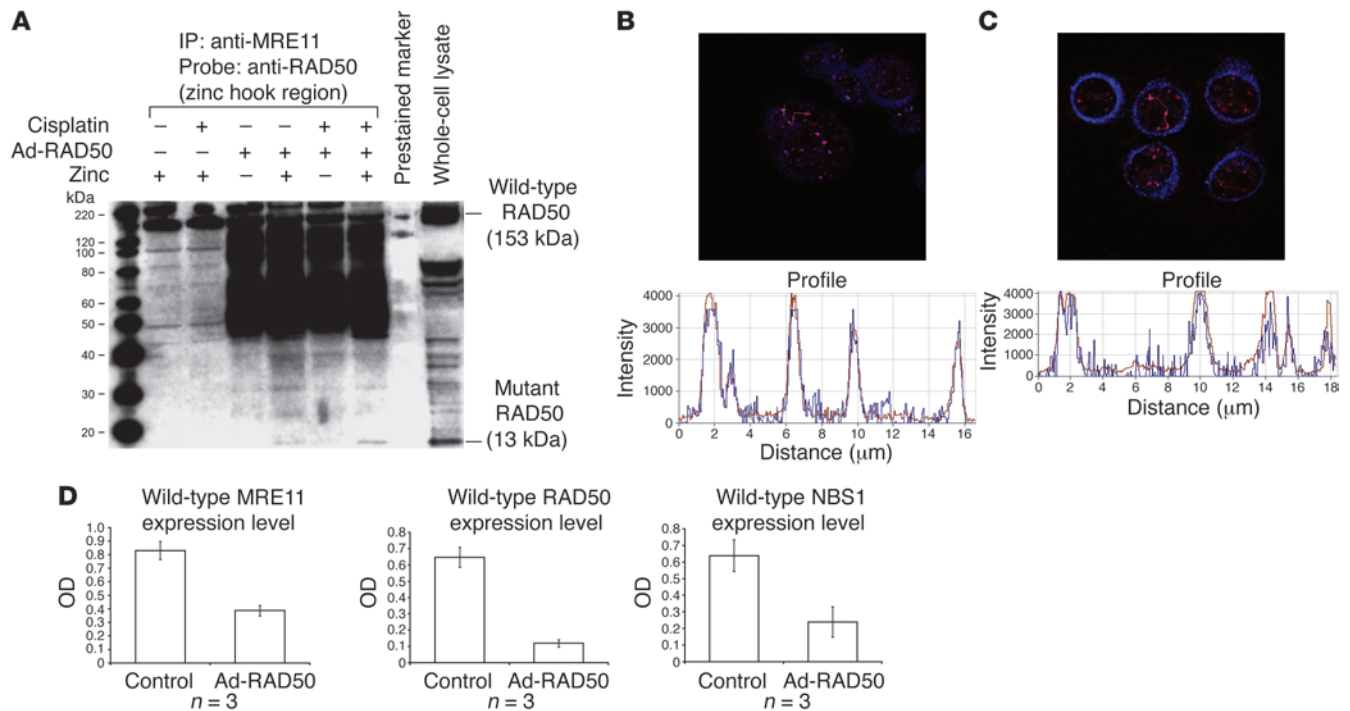 A
IP: anti-MRE11
Probe: anti-RAD50
(zinc hook region)
Cisplatin – + – – + +
Ad-RAD50 – – + + + +
Zinc + + – + – +
Prestained marker
Whole-cell lysate
kDa
220
120
100
80
60
50
40
30
20
Wild-type
RAD50
(153 kDa)
Mutant
RAD50
(13 kDa)
B
Profile
Intensity
4000
3000
2000
1000
0
0 2 4 6 8 10 12 14 16
Distance (μm)
C
Profile
Intensity
4000
3000
2000
1000
0
0 2 4 6 8 10 12 14 16 18
Distance (μm)
D
Wild-type MRE11
expression level
OD
1.0
0.9
0.8
0.7
0.6
0.5
0.4
0.3
0.2
0.1
0
Control Ad-RAD50
n = 3
Wild-type RAD50
expression level
OD
0.8
0.7
0.6
0.5
0.4
0.3
0.2
0.1
0
Control Ad-RAD50
n = 3
Wild-type NBS1
expression level
OD
0.8
0.7
0.6
0.5
0.4
0.3
0.2
0.1
0
Control Ad-RAD50
n = 3